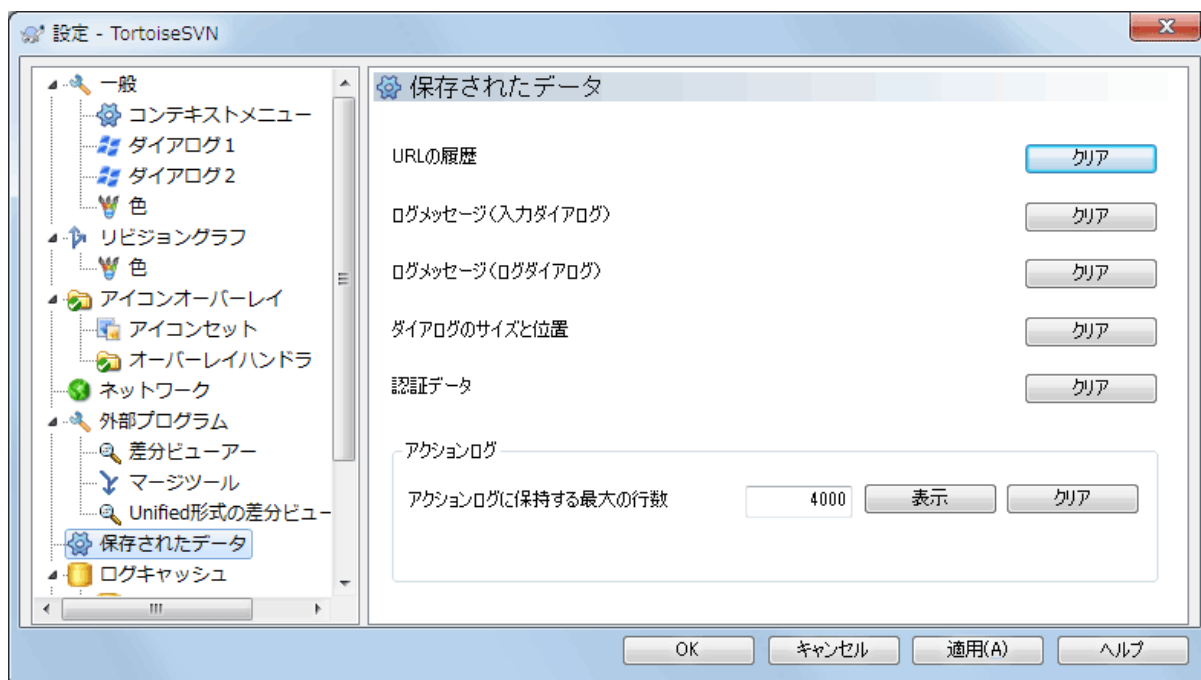 設定 - TortoiseSVN
一般
コンテキストメニュー
ダイアログ1
ダイアログ2
色
リビジョングラフ
色
アイコンオーバーレイ
アイコンセット
オーバーレイハンドラ
ネットワーク
外部プログラム
差分ビューアー
マージツール
Unified形式の差分ビュー
保存されたデータ
ログキャッシュ
保存されたデータ
URLの履歴 クリア
ログメッセージ(入力ダイアログ) クリア
ログメッセージ(ログダイアログ) クリア
ダイアログのサイズと位置 クリア
認証データ クリア
アクションログ
アクションログに保持する最大の行数 4000 表示 クリア
OK キャンセル 適用(A) ヘルプ